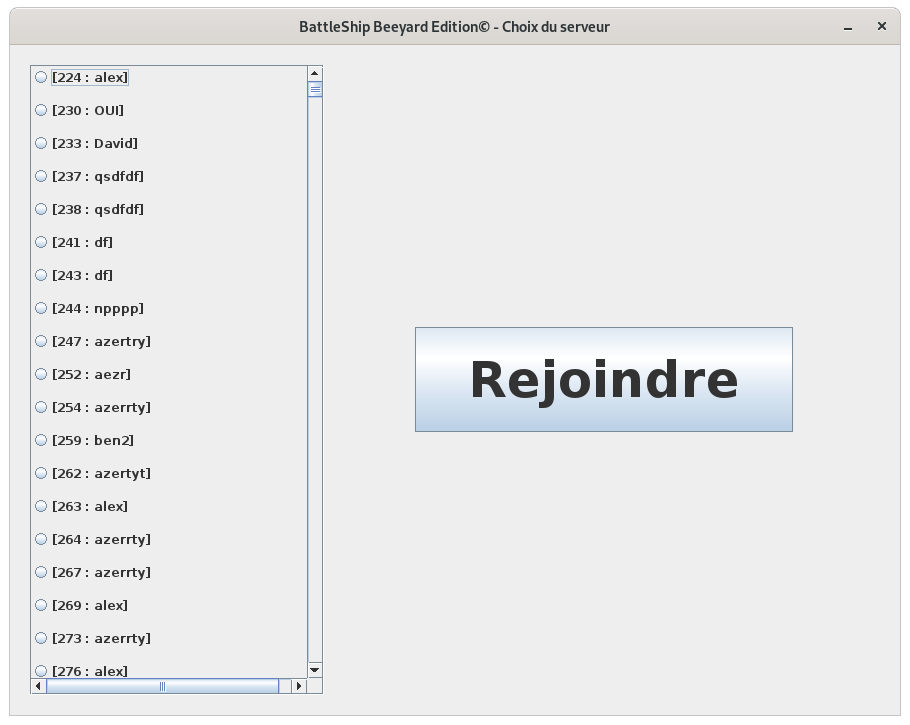 BattleShip Beeyard Edition© - Choix du serveur
[224 : alex]
[230 : OUI]
[233 : David]
[237 : qsdfdf]
[238 : qsdfdf]
[241 : df]
[243 : df]
[244 : npppp]
[247 : azertry]
[252 : aezr]
[254 : azerrty]
[259 : ben2]
[262 : azertyt]
[263 : alex]
[264 : azerrty]
[267 : azerrty]
[269 : alex]
[273 : azerrty]
[276 : alex]
Rejoindre